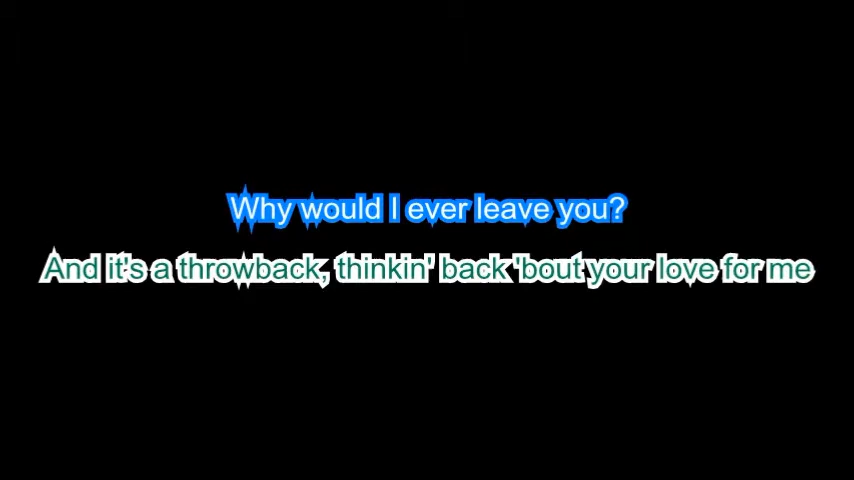 Why would I ever leave you?
And it's a throwback, thinkin' back 'bout your love for me